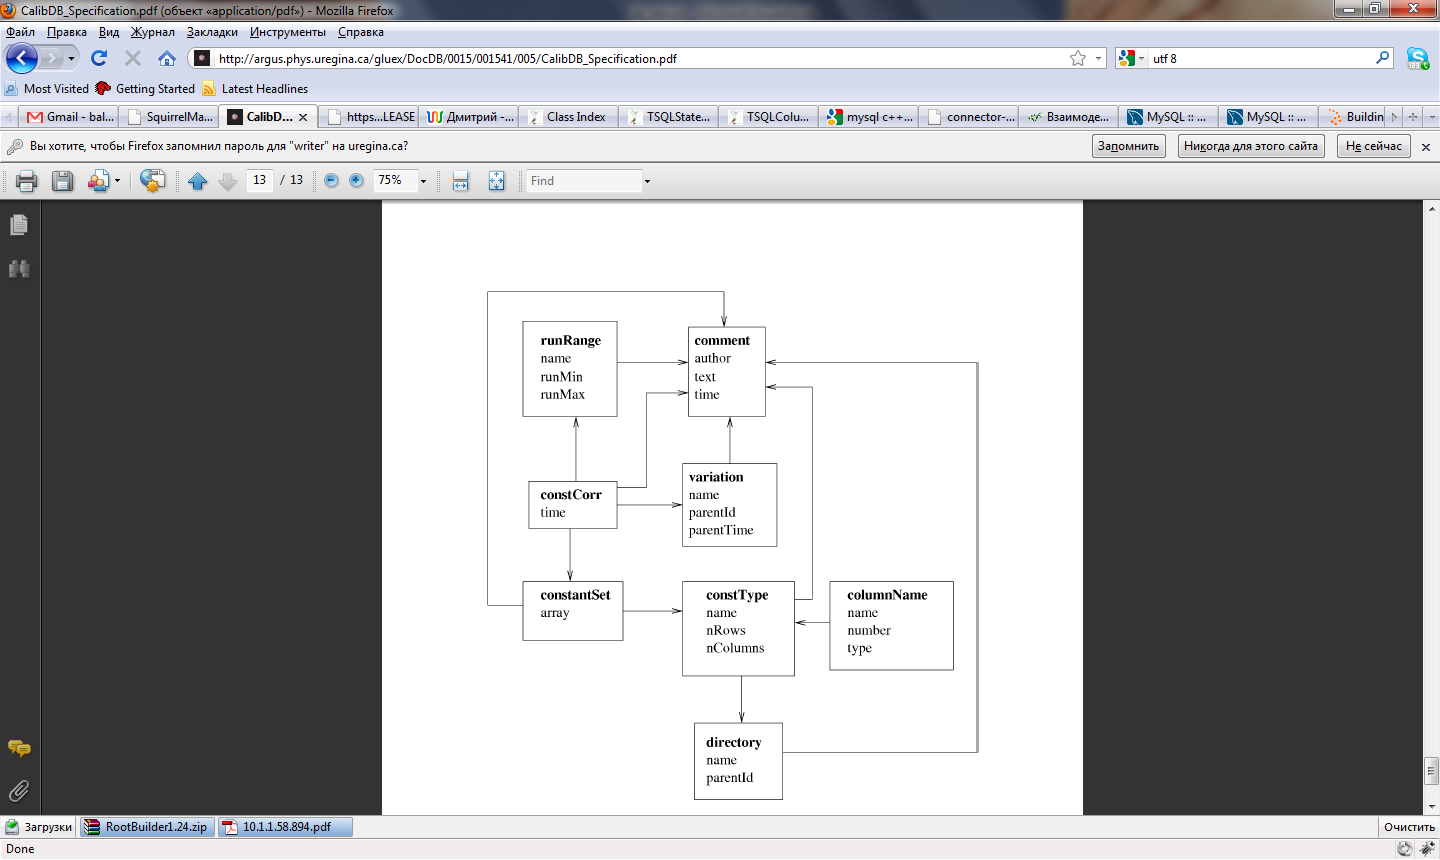 CalibDB_Specification.pdf (объект «application/pdf») - Mozilla Firefox
Файл Правка Вид Журнал Закладки Инструменты Справка
http://argus.phys.uregina.ca/gluex/DocDB/0015/001541/005/CalibDB_Specification.pdf
utf 8
Most Visited Getting Started Latest Headlines
Gmail - bal... SquirrelMa... CalibD... https...LEASE Дмитрий -... Class Index TSQLState... TSQLColu... mysql c++... connector-... Взаимоде... MySQL :: ... MySQL :: ... Buildin
Вы хотите, чтобы Firefox запомнил пароль для "writer" на uregina.ca?
Запомнить Никогда для этого сайта Не сейчас
13 / 13 75% Find
runRange
name
runMin
runMax
comment
author
text
time
constCorr
time
variation
name
parentId
parentTime
constantSet
array
constType
name
nRows
nColumns
columnName
name
number
type
directory
name
parentId
Загрузки RootBuilder1.24.zip 10.1.1.58.894.pdf Очистить
Done